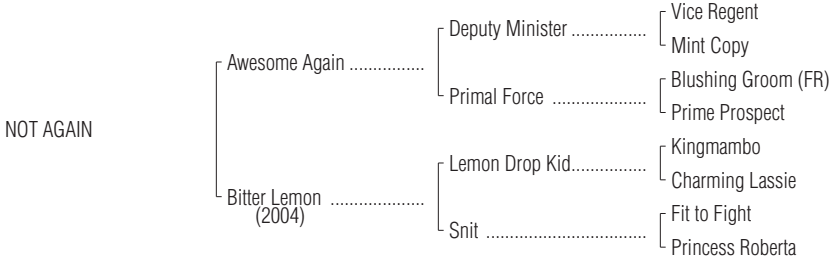 Vice Regent
Deputy Minister ................
Mint Copy
Awesome Again ................
Blushing Groom (FR)
Primal Force ....................
Prime Prospect
NOT AGAIN
Kingmambo
Lemon Drop Kid................
Charming Lassie
Bitter Lemon ....................
(2004)
Fit to Fight
Snit ..................................
Princess Roberta